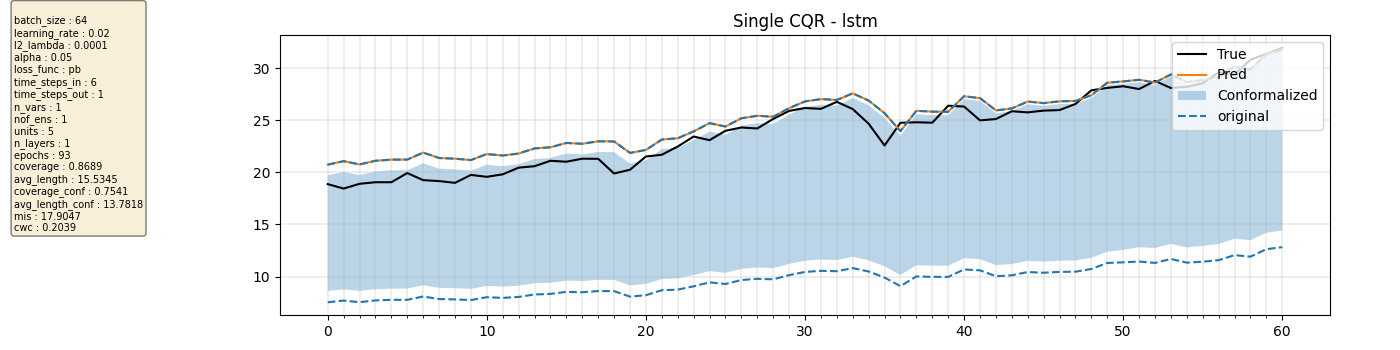 batch_size : 64
learning_rate : 0.02
l2_lambda : 0.0001
alpha : 0.05
loss_func : pb
time_steps_in : 6
time_steps_out : 1
n_vars : 1
nof_ens : 1
units : 5
n_layers : 1
epochs : 93
coverage : 0.8689
avg_length : 15.5345
coverage_conf : 0.7541
avg_length_conf : 13.7818
mis : 17.9047
cwc : 0.2039
Single CQR - lstm
True
Pred
Conformalized
original
30
25
20
15
10
0 10 20 30 40 50 60